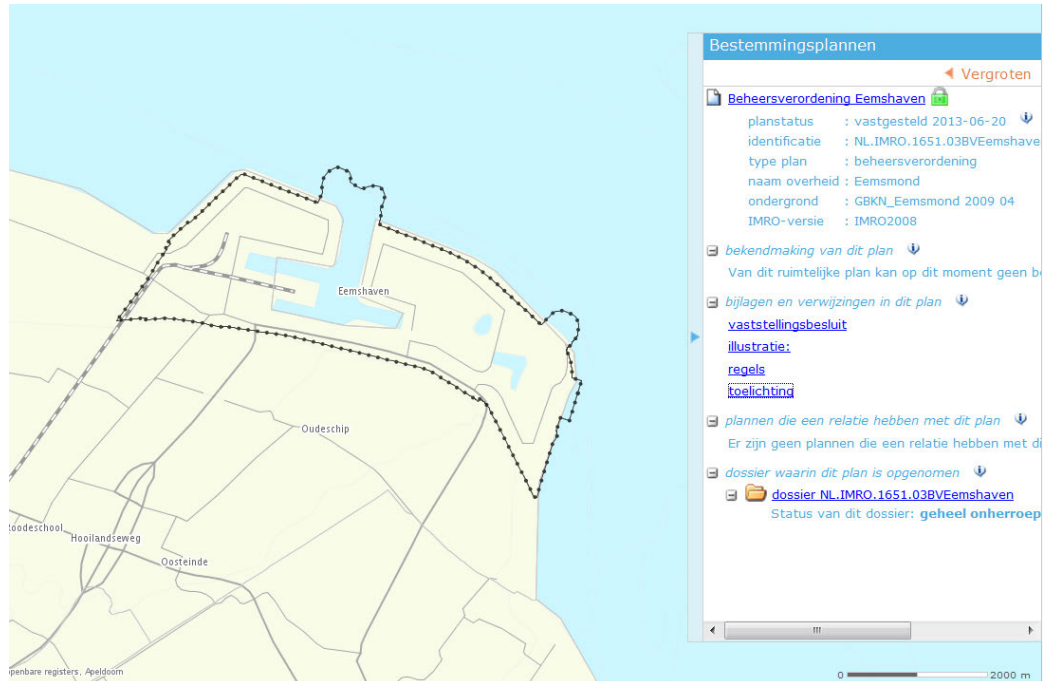 Eemshaven
Oudeschip
Hooilandseweg
Oosteinde
openbare registers, Apeldoorn
Bestemmingsplannen
Vergroten
Beheersverordening Eemshaven
planstatus : vastgesteld 2013-06-20
identificatie : NL.IMRO.1651.03BVEemshave
type plan : beheersverordening
naam overheid : Eemsmond
ondergrond : GBKN_Eemsmond 2009 04
IMRO-versie : IMRO2008
bekendmaking van dit plan
Van dit ruimtelijke plan kan op dit moment geen be
bijlagen en verwijzingen in dit plan
vaststellingsbesluit
illustratie:
regels
toelichting
plannen die een relatie hebben met dit plan
Er zijn geen plannen die een relatie hebben met di
dossier waarin dit plan is opgenomen
dossier NL.IMRO.1651.03BVEemshaven
Status van dit dossier: geheel onherroep
0 2000 m